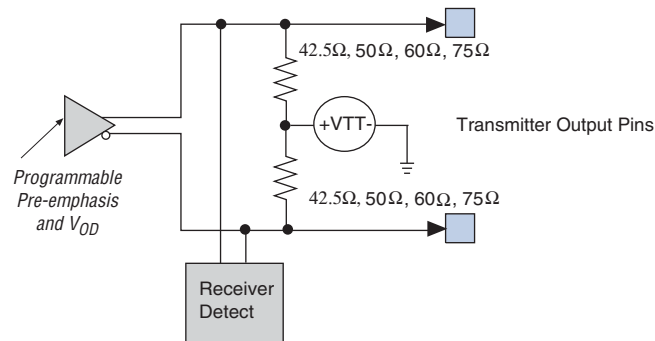 42.5Ω, 50Ω, 60Ω, 75Ω
+VTT-
Transmitter Output Pins
Programmable
Pre-emphasis
and VOD
42.5Ω, 50Ω, 60Ω, 75Ω
Receiver
Detect